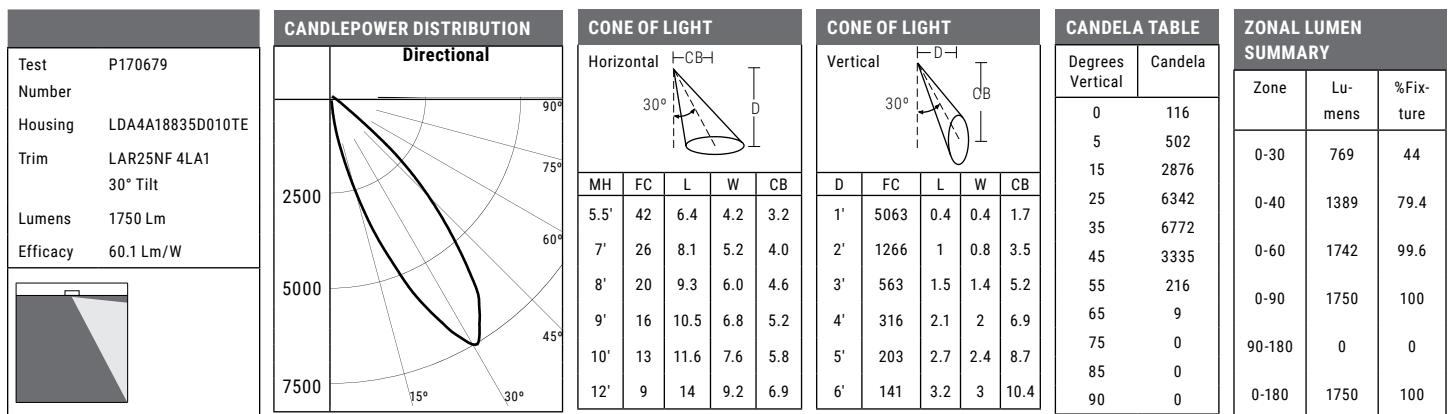 Test Number P170679
Housing LDA4A18835D010TE
Trim LAR25NF 4LA1
30° Tilt
Lumens 1750 Lm
Efficacy 60.1 Lm/W
CANDLEPOWER DISTRIBUTION
Directional
90°
75°
2500
60°
5000
45°
7500
15° 30°
CONE OF LIGHT
Horizontal
CB
30°
D
MH FC L W CB
5.5' 42 6.4 4.2 3.2
7' 26 8.1 5.2 4.0
8' 20 9.3 6.0 4.6
9' 16 10.5 6.8 5.2
10' 13 11.6 7.6 5.8
12' 9 14 9.2 6.9
CONE OF LIGHT
Vertical
D
30°
CB
D FC L W CB
1' 5063 0.4 0.4 1.7
2' 1266 1 0.8 3.5
3' 563 1.5 1.4 5.2
4' 316 2.1 2 6.9
5' 203 2.7 2.4 8.7
6' 141 3.2 3 10.4
CANDELA TABLE
Degrees Vertical Candela
0 116
5 502
15 2876
25 6342
35 6772
45 3335
55 216
65 9
75 0
85 0
90 0
ZONAL LUMEN
SUMMARY
Zone Lu- %Fix-
mens ture
0-30 769 44
0-40 1389 79.4
0-60 1742 99.6
0-90 1750 100
90-180 0 0
0-180 1750 100